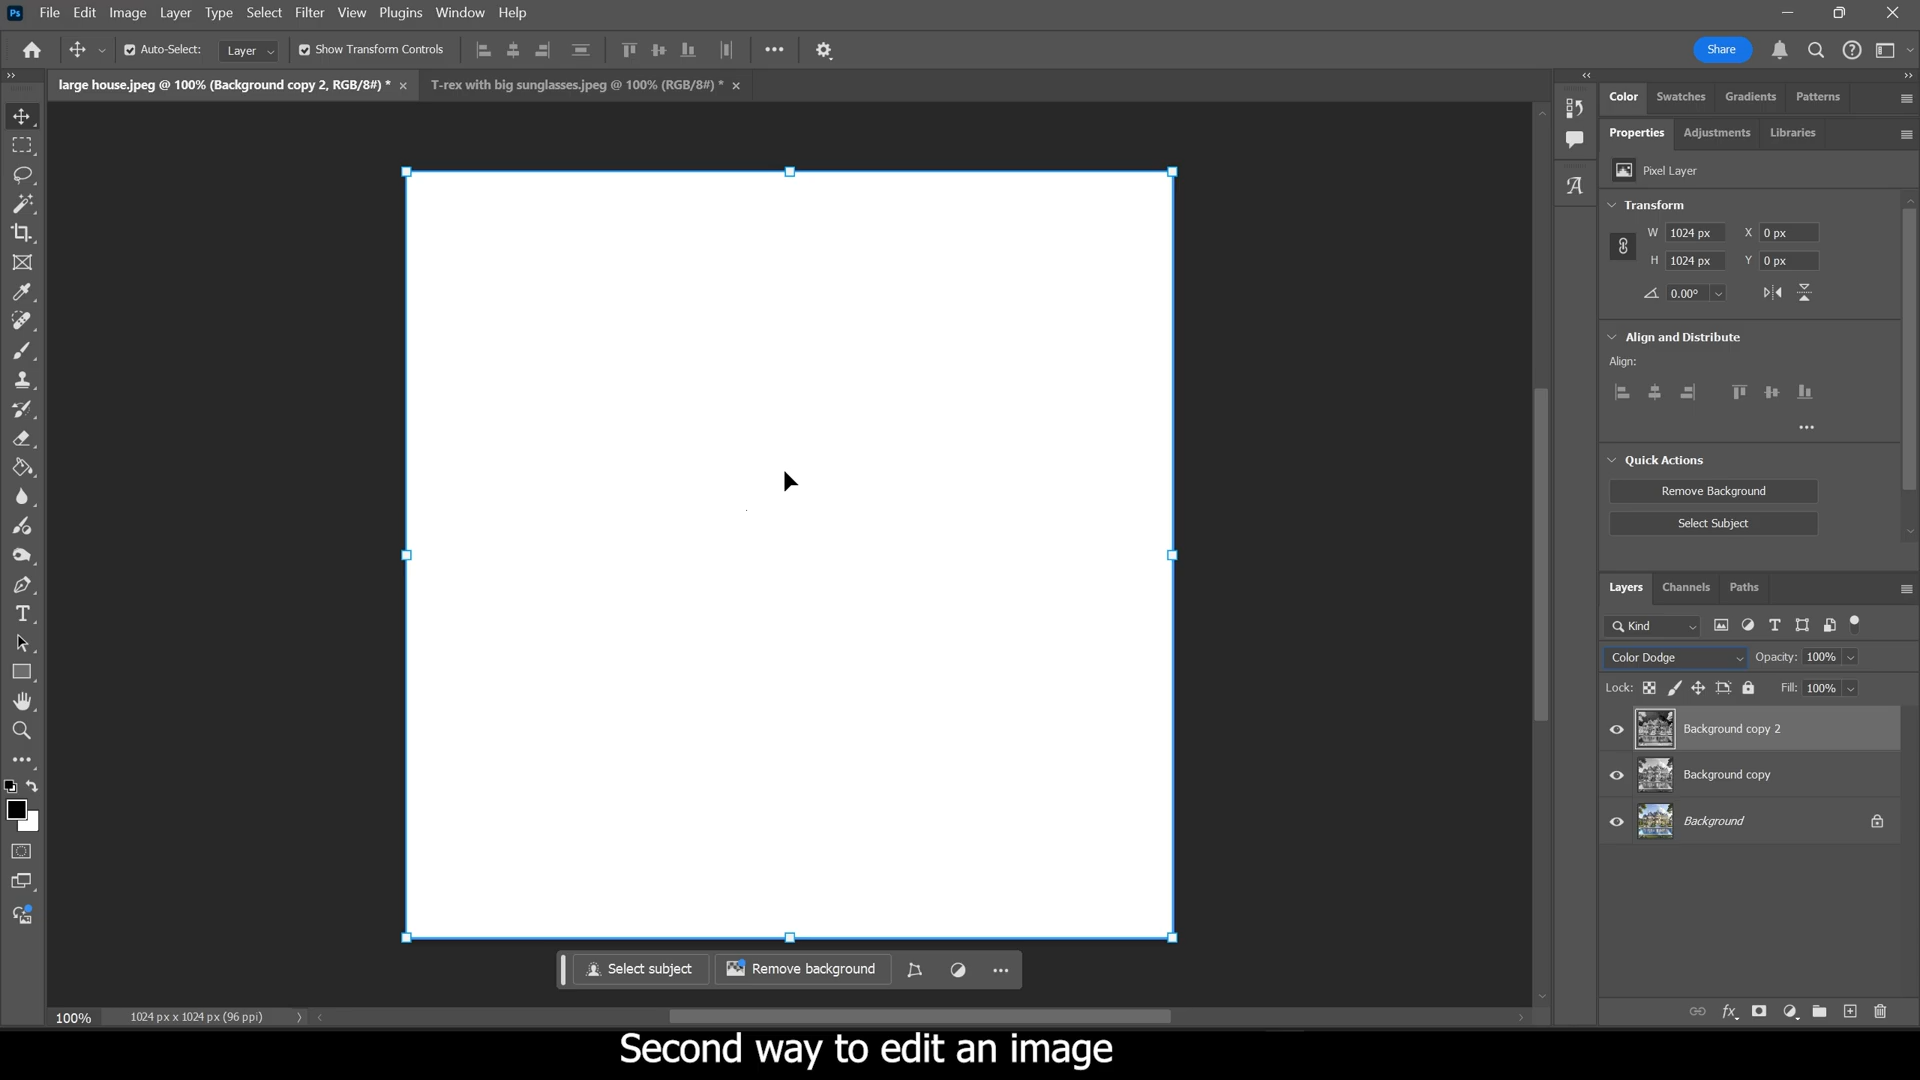 Ps File Edit Image Layer Type Select Filter View Plugins Window Help
Auto-Select: Layer Show Transform Controls Share
large house.jpeg @ 100% (Background copy 2, RGB/8#) * T-rex with big sunglasses.jpeg @ 100% (RGB/8#) *
Color Swatches Gradients Patterns
Properties Adjustments Libraries
Pixel Layer
Transform
W 1024 px X 0 px
H 1024 px Y 0 px
0.00°
Align and Distribute
Align:
Quick Actions
Remove Background
Select Subject
Layers Channels Paths
Kind
Color Dodge Opacity: 100%
Lock: Fill: 100%
Background copy 2
Background copy
Background
Select subject Remove background
100% 1024 px x 1024 px (96 ppi)
Second way to edit an image